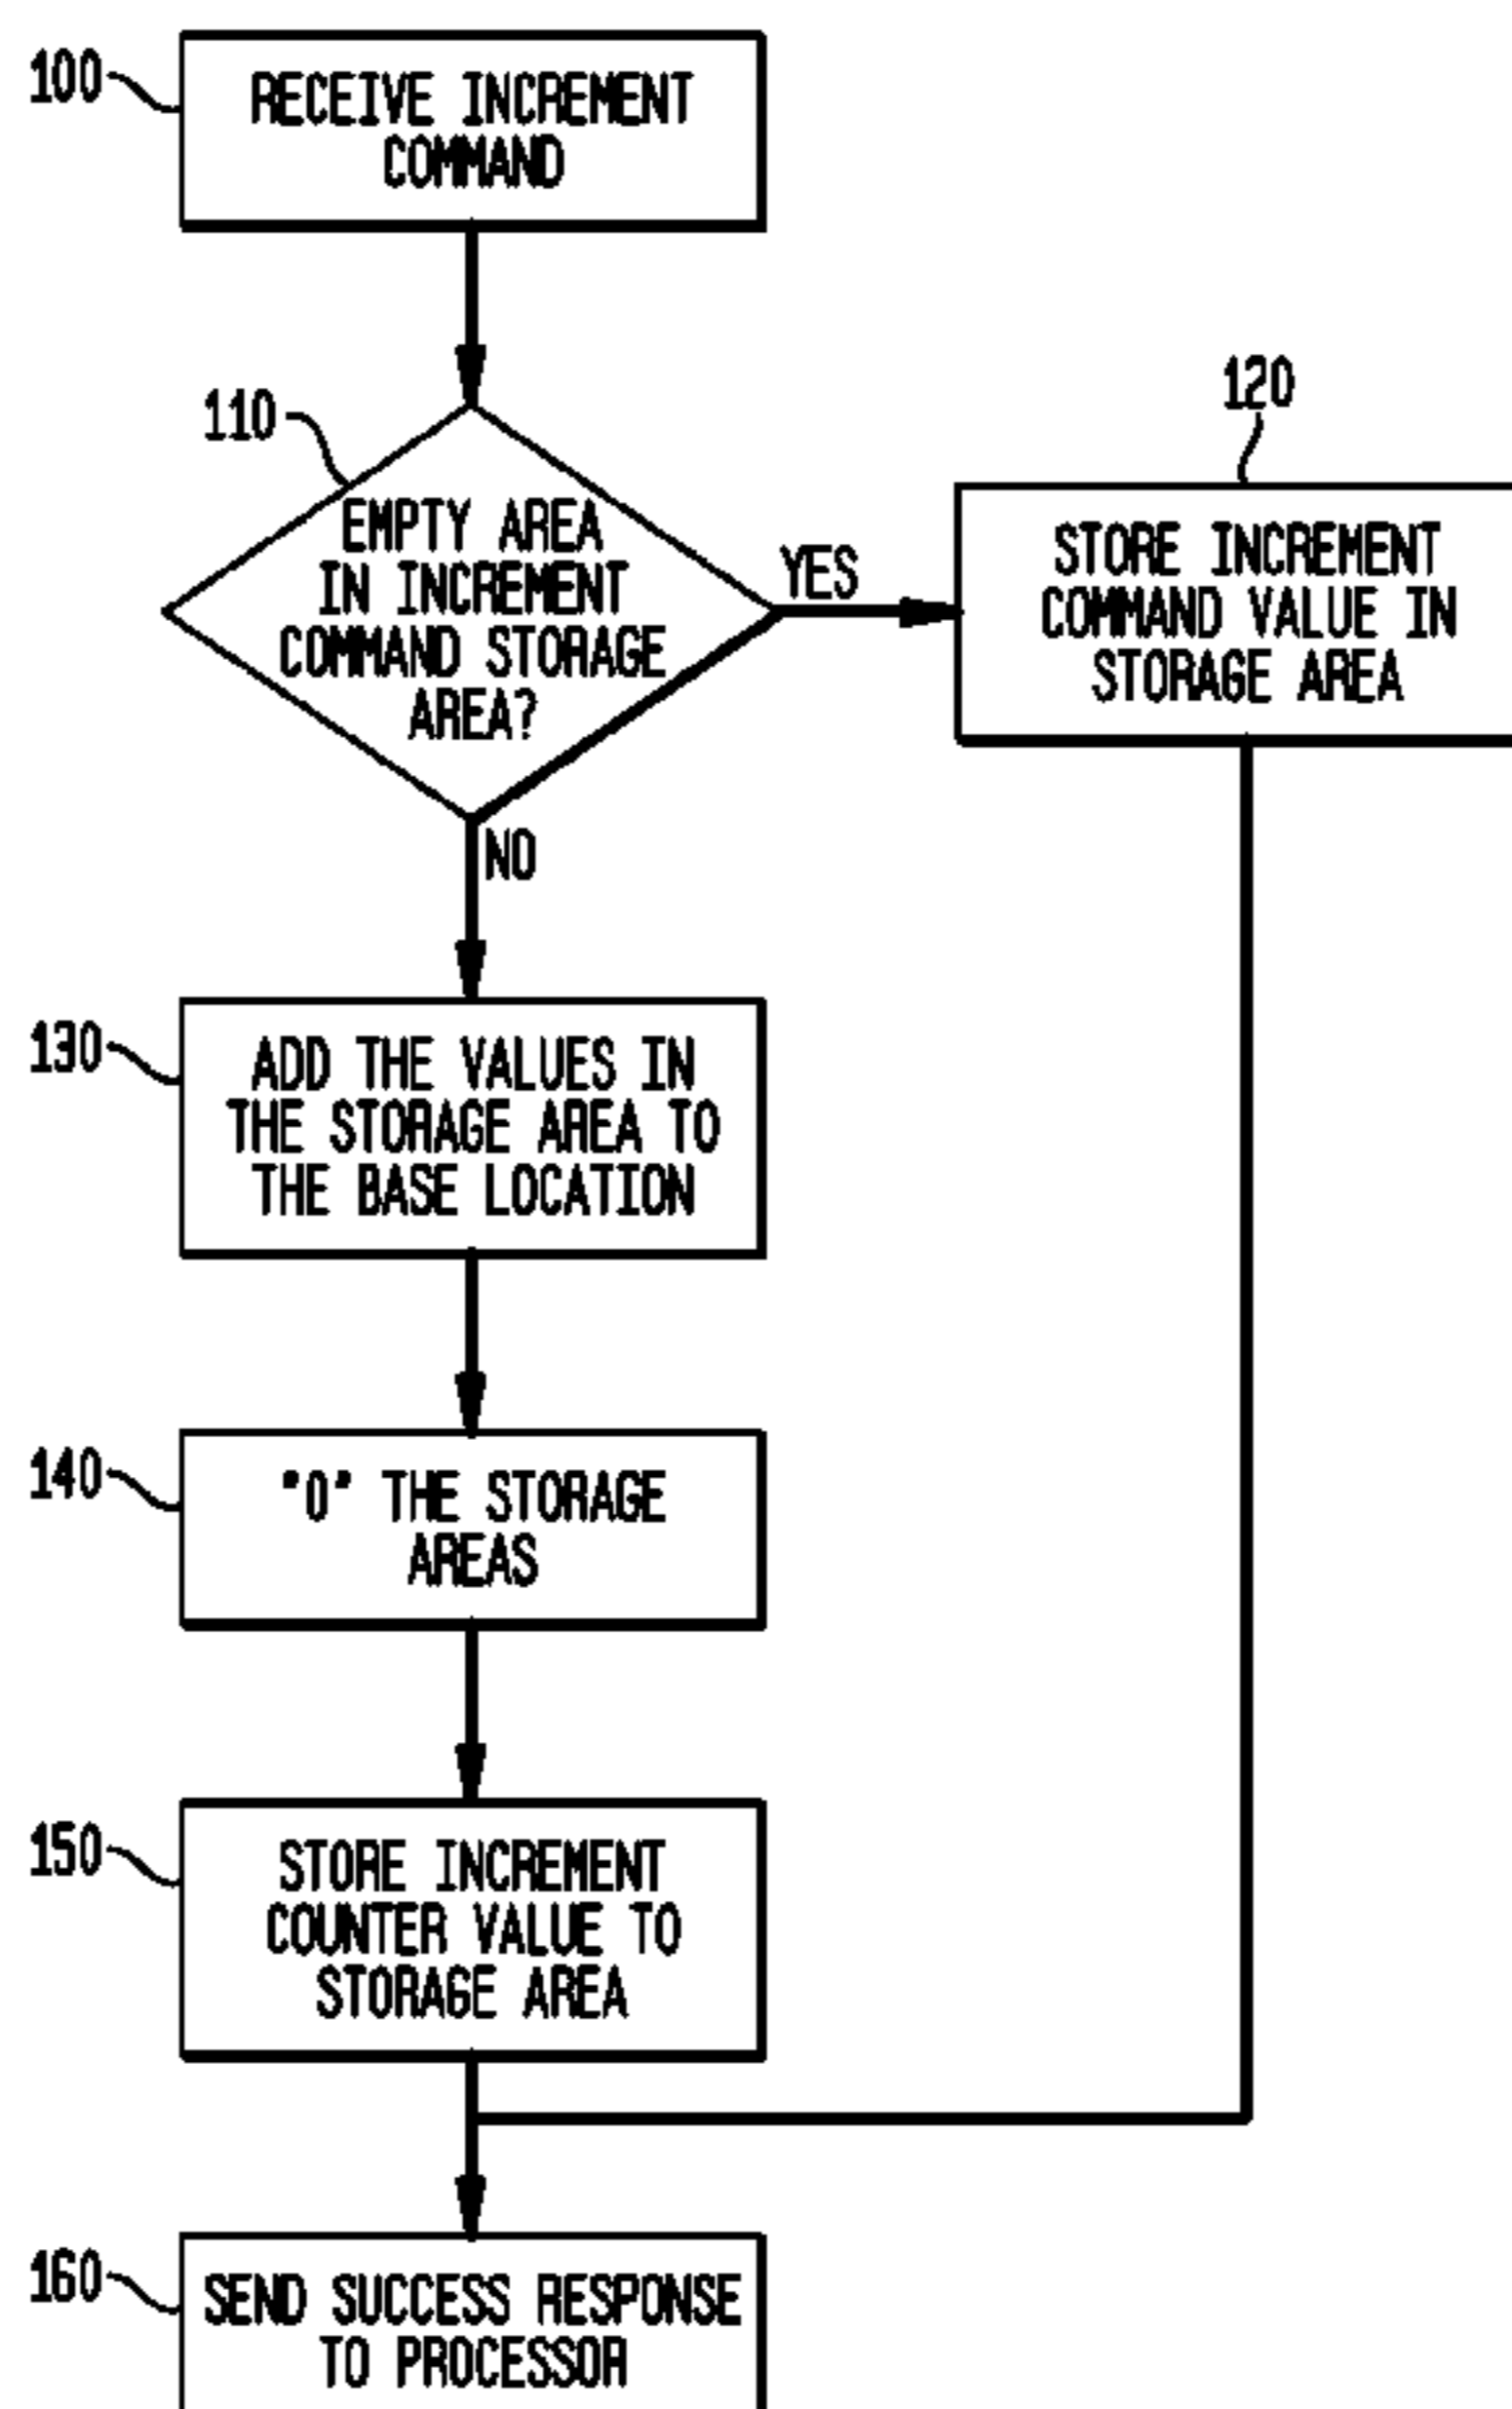 100
RECEIVE INCREMENT
COMMAND
110
EMPTY AREA
IN INCREMENT
COMMAND STORAGE
AREA?
YES
120
STORE INCREMENT
COMMAND VALUE IN
STORAGE AREA
NO
130
ADD THE VALUES IN
THE STORAGE AREA TO
THE BASE LOCATION
140
"0" THE STORAGE
AREAS
150
STORE INCREMENT
COUNTER VALUE TO
STORAGE AREA
160
SEND SUCCESS RESPONSE
TO PROCESSOR